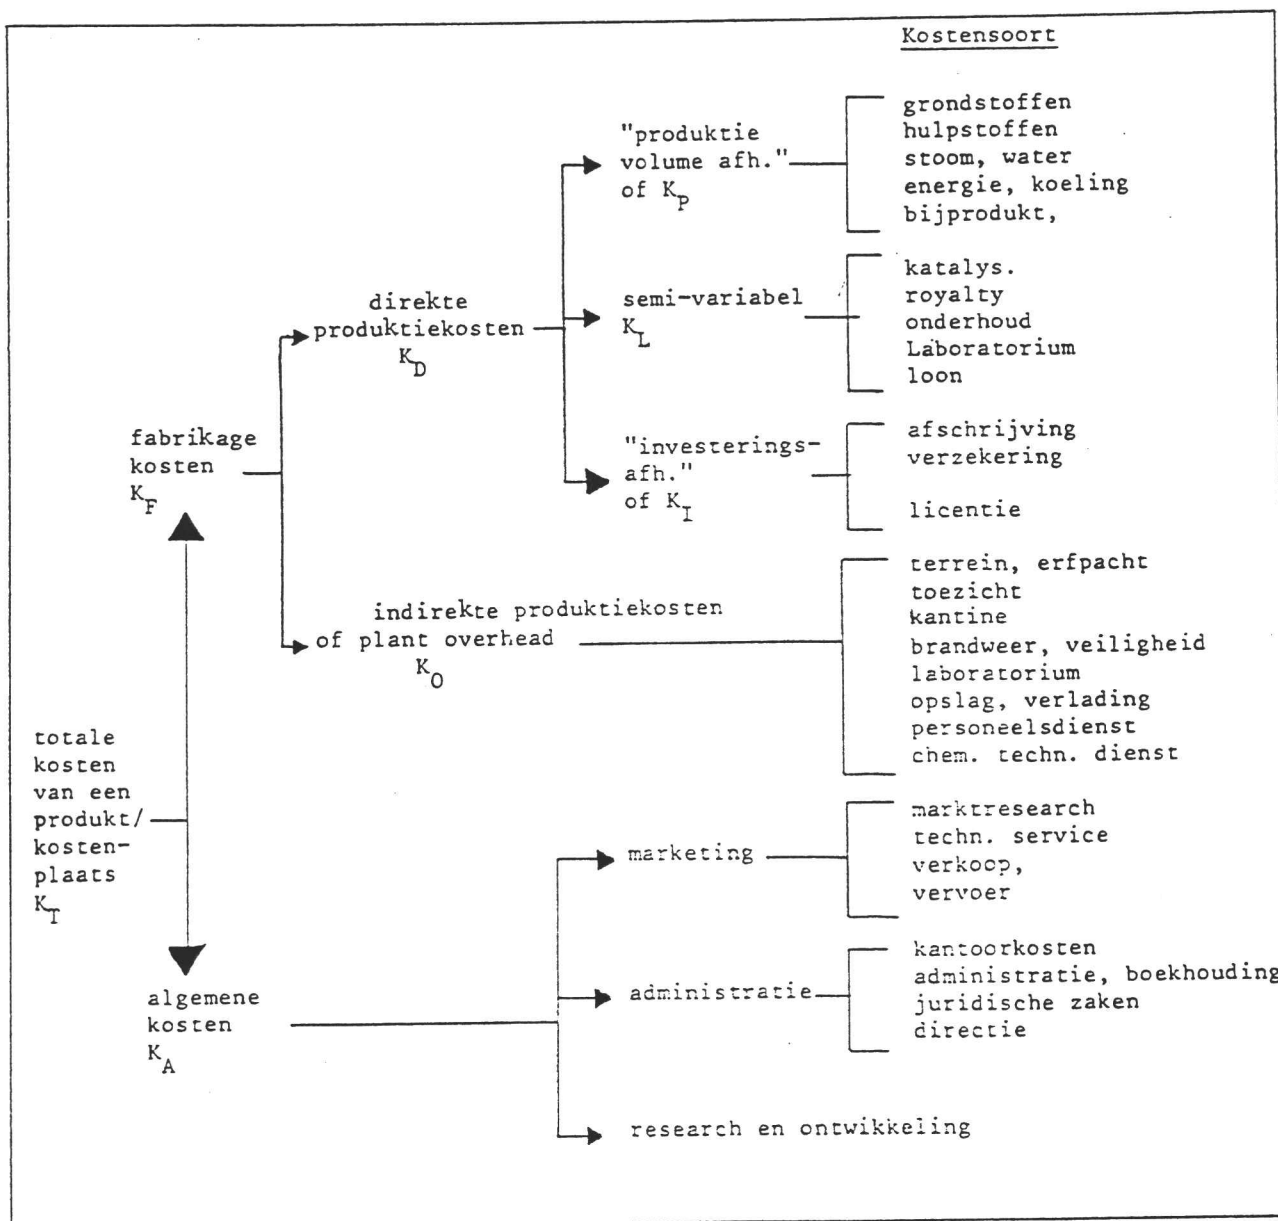 Kostensoort
"produktie
volume afh."
of K_P
grondstoffen
hulpstoffen
stoom, water
energie, koeling
bijprodukt,
direkte
produktiekosten
K_D
semi-variabel
K_L
katalys.
royalty
onderhoud
Laboratorium
loon
fabrikage
kosten
K_F
"investerings-
afh."
of K_I
afschrijving
verzekering
licentie
indirekte produktiekosten
of plant overhead
K_O
terrein, erfpacht
toezicht
kantine
brandweer, veiligheid
laboratorium
opslag, verlading
personeelsdienst
chem. techn. dienst
totale
kosten
van een
produkt/
kosten-
plaats
K_T
marketing
marktresearch
techn. service
verkoop,
vervoer
algemene
kosten
K_A
administratie
kantoorkosten
administratie, boekhouding
juridische zaken
directie
research en ontwikkeling